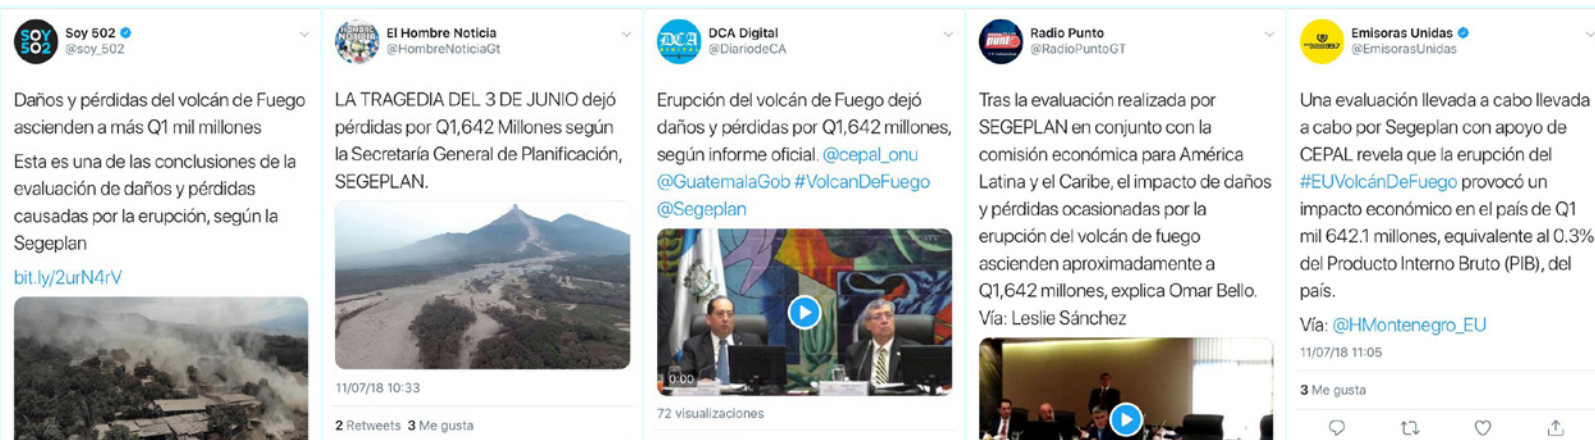 SOY
502
Soy 502
@soy_502
Daños y pérdidas del volcán de Fuego
ascienden a más Q1 mil millones
Esta es una de las conclusiones de la
evaluación de daños y pérdidas
causadas por la erupción, según la
Segeplan
bit.ly/2urN4rV
HOMBRE
NOTICIA
El Hombre Noticia
@HombreNoticiaGt
LA TRAGEDIA DEL 3 DE JUNIO dejó
pérdidas por Q1,642 Millones según
la Secretaría General de Planificación,
SEGEPLAN.
11/07/18 10:33
2 Retweets 3 Me gusta
DCA
DIGITAL
DCA Digital
@DiariodeCA
Erupción del volcán de Fuego dejó
daños y pérdidas por Q1,642 millones,
según informe oficial. @cepal_onu
@GuatemalaGob #VolcanDeFuego
@Segeplan
0:00
72 visualizaciones
punto
Radio Punto
@RadioPuntoGT
Tras la evaluación realizada por
SEGEPLAN en conjunto con la
comisión económica para América
Latina y el Caribe, el impacto de daños
y pérdidas ocasionadas por la
erupción del volcán de fuego
ascienden aproximadamente a
Q1,642 millones, explica Omar Bello.
Vía: Leslie Sánchez
Emisoras Unidas
@EmisorasUnidas
Una evaluación llevada a cabo llevada
a cabo por Segeplan con apoyo de
CEPAL revela que la erupción del
#EUVolcánDeFuego provocó un
impacto económico en el país de Q1
mil 642.1 millones, equivalente al 0.3%
del Producto Interno Bruto (PIB), del
país.
Vía: @HMontenegro_EU
11/07/18 11:05
3 Me gusta